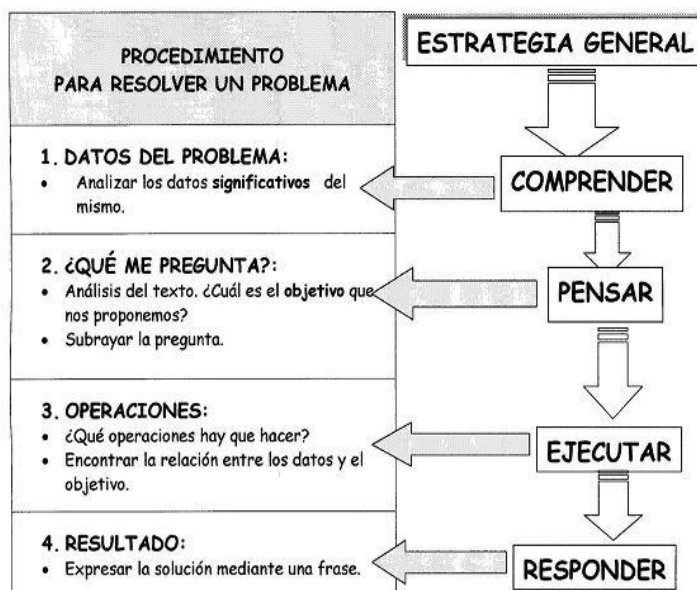 PROCEDIMIENTO
PARA RESOLVER UN PROBLEMA
ESTRATEGIA GENERAL
1. DATOS DEL PROBLEMA:
• Analizar los datos significativos del
mismo.
COMPRENDER
2. ¿QUÉ ME PREGUNTA?:
• Análisis del texto. ¿Cuál es el objetivo que
nos proponemos?
• Subrayar la pregunta.
PENSAR
3. OPERACIONES:
• ¿Qué operaciones hay que hacer?
• Encontrar la relación entre los datos y el
objetivo.
EJECUTAR
4. RESULTADO:
• Expresar la solución mediante una frase.
RESPONDER